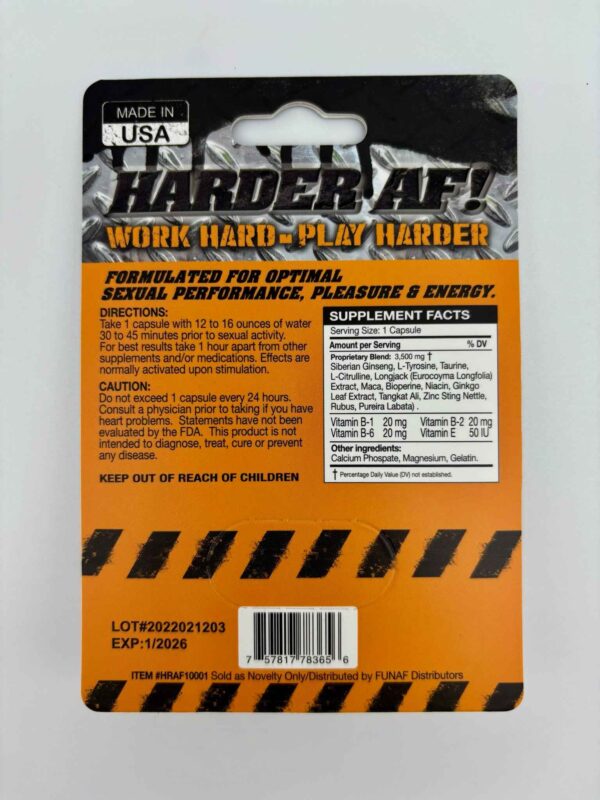 MADE IN
USA
HARDER AF!
WORK HARD-PLAY HARDER
FORMULATED FOR OPTIMAL
SEXUAL PERFORMANCE, PLEASURE & ENERGY.
DIRECTIONS:
Take 1 capsule with 12 to 16 ounces of water
30 to 45 minutes prior to sexual activity.
For best results take 1 hour apart from other
supplements and/or medications. Effects are
normally activated upon stimulation.
CAUTION:
Do not exceed 1 capsule every 24 hours.
Consult a physician prior to taking if you have
heart problems. Statements have not been
evaluated by the FDA. This product is not
intended to diagnose, treat, cure or prevent
any disease.
KEEP OUT OF REACH OF CHILDREN
SUPPLEMENT FACTS
Serving Size: 1 Capsule
Amount per Serving % DV
Proprietary Blend: 3,500 mg †
Siberian Ginseng, L-Tyrosine, Taurine,
L-Citrulline, Longjack (Eurocoyma Longfolia)
Extract, Maca, Bioperine, Niacin, Ginkgo
Leaf Extract, Tangkat Ali, Zinc Sting Nettle,
Rubus, Pureira Labata) .
Vitamin B-1 20 mg Vitamin B-2 20 mg
Vitamin B-6 20 mg Vitamin E 50 IU
Other ingredients:
Calcium Phospate, Magnesium, Gelatin.
† Percentage Daily Value (DV) not established.
LOT#2022021203
EXP:1/2026
7 57817 78365 6
ITEM #HRAF10001 Sold as Novelty Only/Distributed by FUNAF Distributors